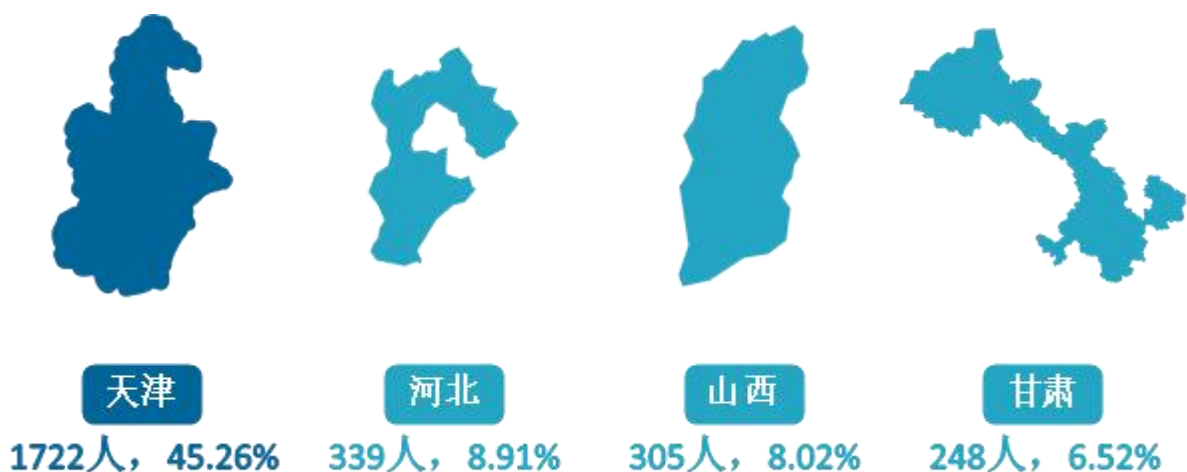 天津 河北 山西 甘肃
1722人，45.26% 339人，8.91% 305人，8.02% 248人，6.52%